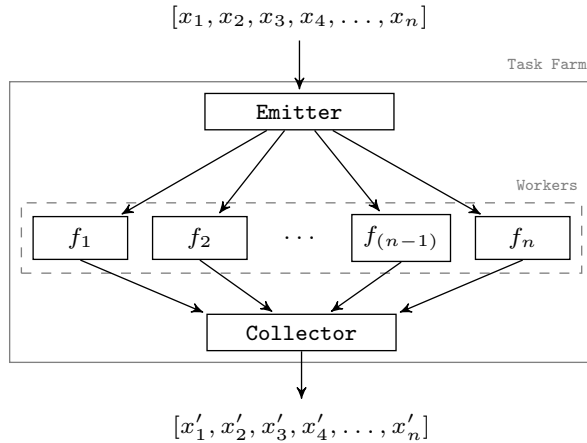 [x₁, x₂, x₃, x₄, . . . , xₙ]
Task Farm
Emitter
Workers
f₁ f₂ · · · f₍ₙ₋₁₎ fₙ
Collector
[x′₁, x′₂, x′₃, x′₄, . . . , x′ₙ]